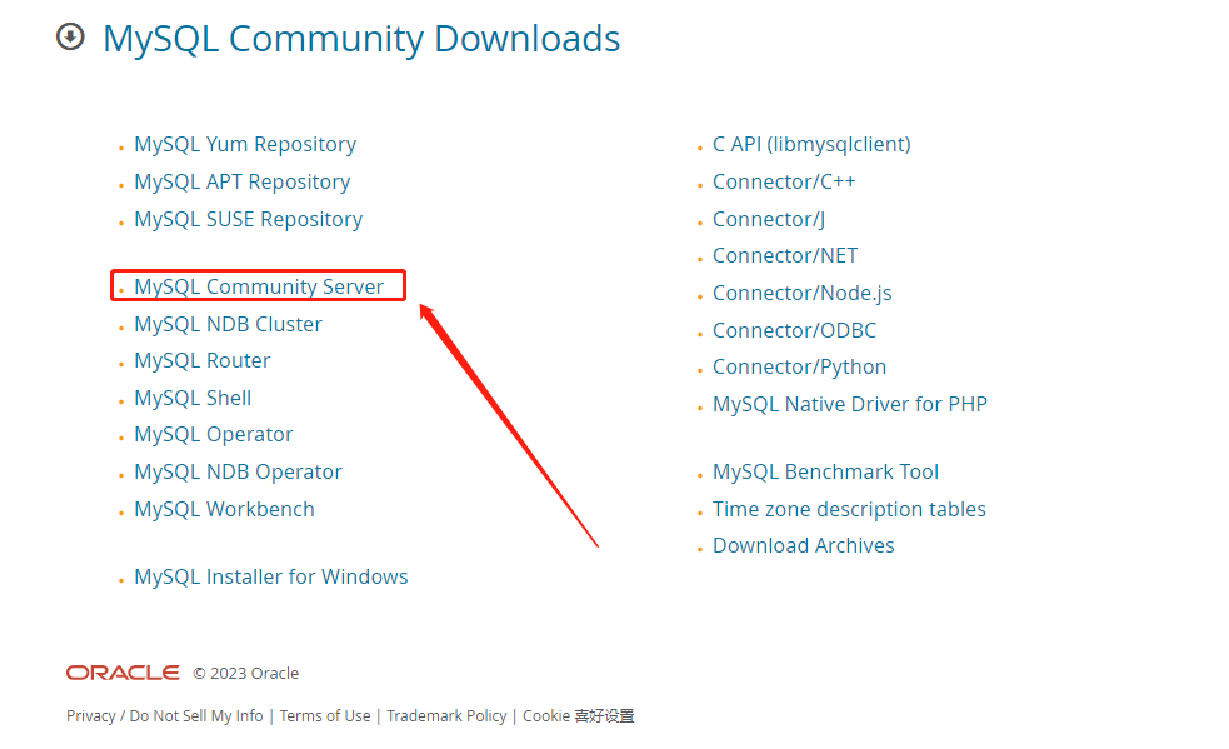 MySQL Community Downloads
MySQL Yum Repository
MySQL APT Repository
MySQL SUSE Repository
MySQL Community Server
MySQL NDB Cluster
MySQL Router
MySQL Shell
MySQL Operator
MySQL NDB Operator
MySQL Workbench
MySQL Installer for Windows
C API (libmysqlclient)
Connector/C++
Connector/J
Connector/NET
Connector/Node.js
Connector/ODBC
Connector/Python
MySQL Native Driver for PHP
MySQL Benchmark Tool
Time zone description tables
Download Archives
ORACLE © 2023 Oracle
Privacy / Do Not Sell My Info | Terms of Use | Trademark Policy | Cookie 喜好设置